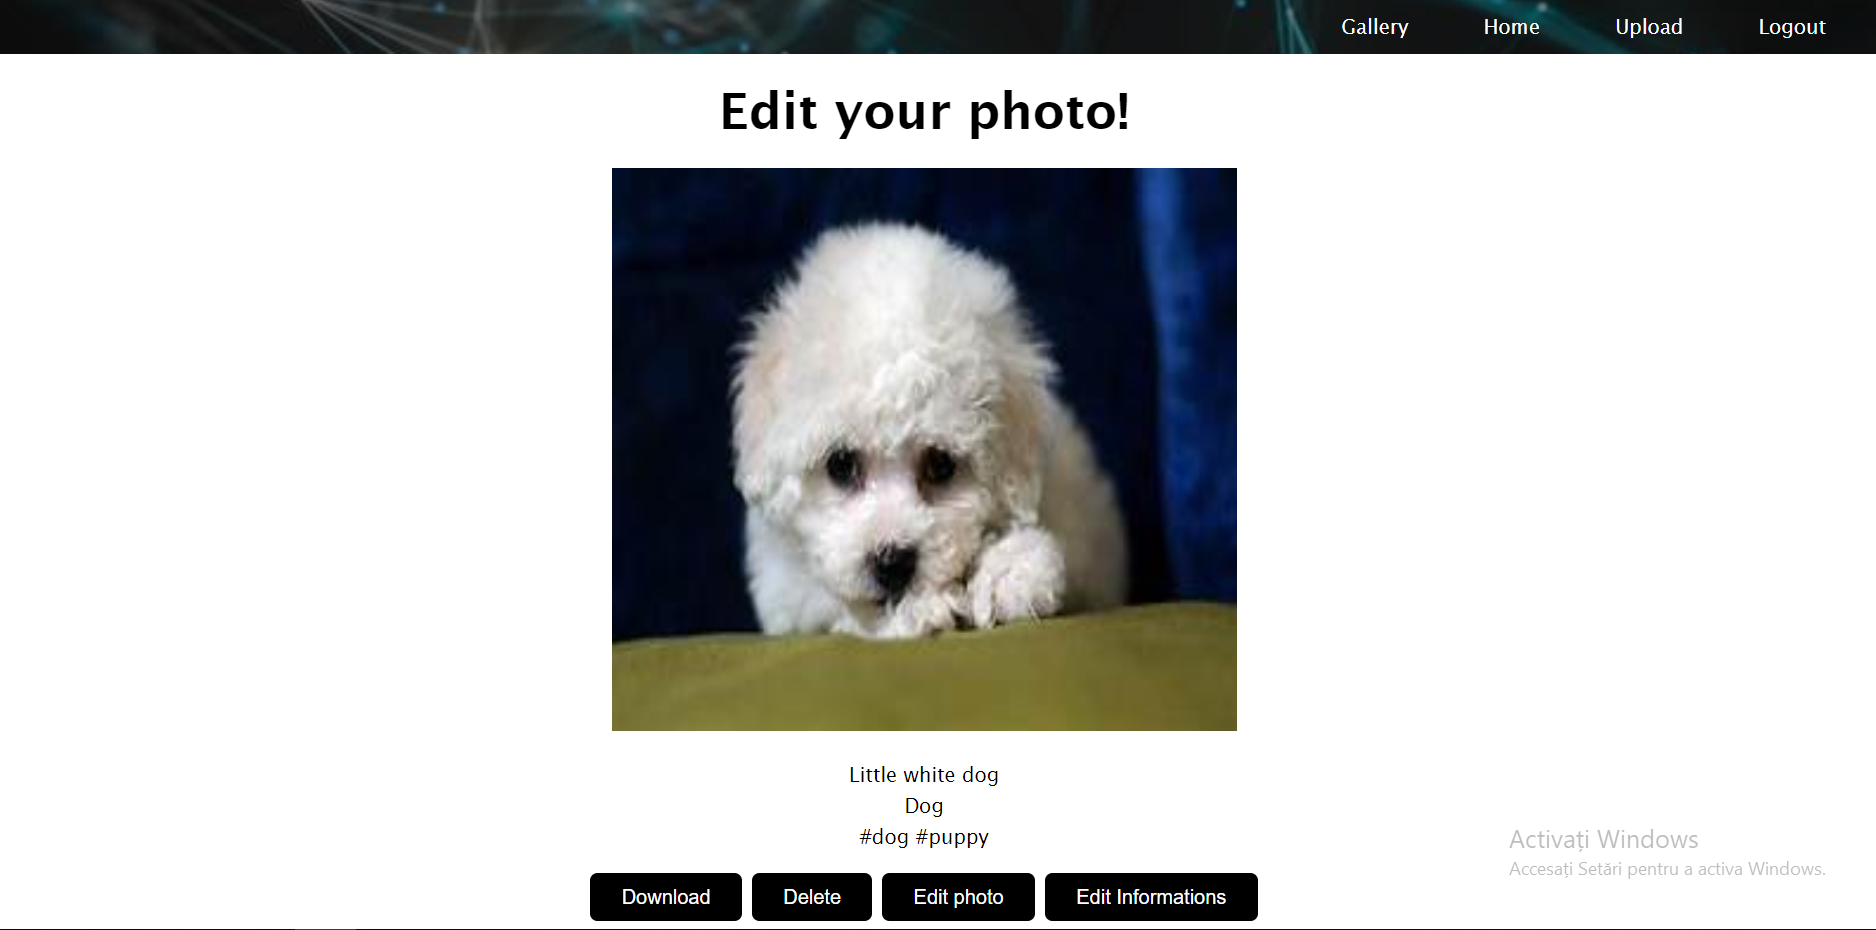 Gallery Home Upload Logout
Edit your photo!
Little white dog
Dog
#dog #puppy
Activați Windows
Accesați Setări pentru a activa Windows.
Download Delete Edit photo Edit Informations